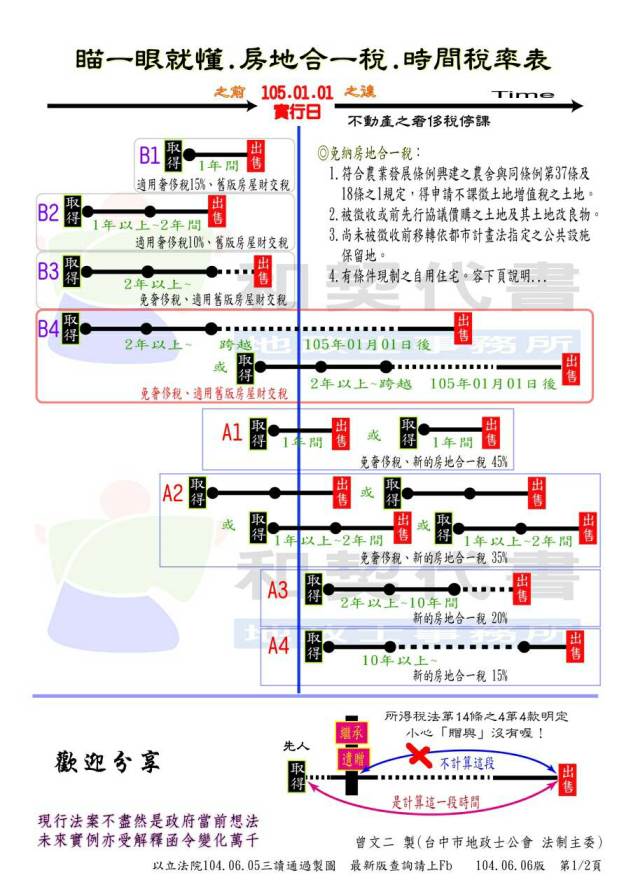 瞄一眼就懂.房地合一稅.時間稅率表
之前 105.01.01 之後 Time
實行日
不動產之奢侈稅停課
B1 取得 1年間 出售
適用奢侈稅15%、舊版房屋財交稅
B2 取得 1年以上~2年間 出售
適用奢侈稅10%、舊版房屋財交稅
B3 取得 2年以上~ 出售
免奢侈稅、適用舊版房屋財交稅
◎免納房地合一稅：
1.符合農業發展條例興建之農舍與同條例第37條及
18條之1規定，得申請不課徵土地增值稅之土地。
2.被徵收或前先行協議價購之土地及其土地改良物。
3.尚未被徵收前移轉依都市計畫法指定之公共設施
保留地。
4.有條件現制之自用住宅。容下頁說明...
B4 取得 2年以上~ 跨越 105年01月01日後 出售
或 取得 2年以上~跨越 105年01月01日後 出售
免奢侈稅、適用舊版房屋財交稅
A1 取得 1年間 出售 或 取得 1年間 出售
免奢侈稅、新的房地合一稅 45%
A2 取得 出售 或 取得 出售
或 取得 1年以上~2年間 出售 或 取得 1年以上~2年間 出售
免奢侈稅、新的房地合一稅 35%
A3 取得 2年以上~10年間 出售
新的房地合一稅 20%
A4 取得 10年以上~ 出售
新的房地合一稅 15%
和契代書
地政士事務所
和契代書
地政士事務所
所得稅法第14條之4第4款明定
小心「贈與」沒有喔！
歡迎分享
先人 繼承 遺贈 不計算這段
取得 出售
是計算這一段時間
現行法案不盡然是政府當前想法
未來實例亦受解釋函令變化萬千
曾文二 製(台中市地政士公會 法制主委)
以立法院104.06.05三讀通過製圖 最新版查詢請上Fb 104.06.06版 第1/2頁